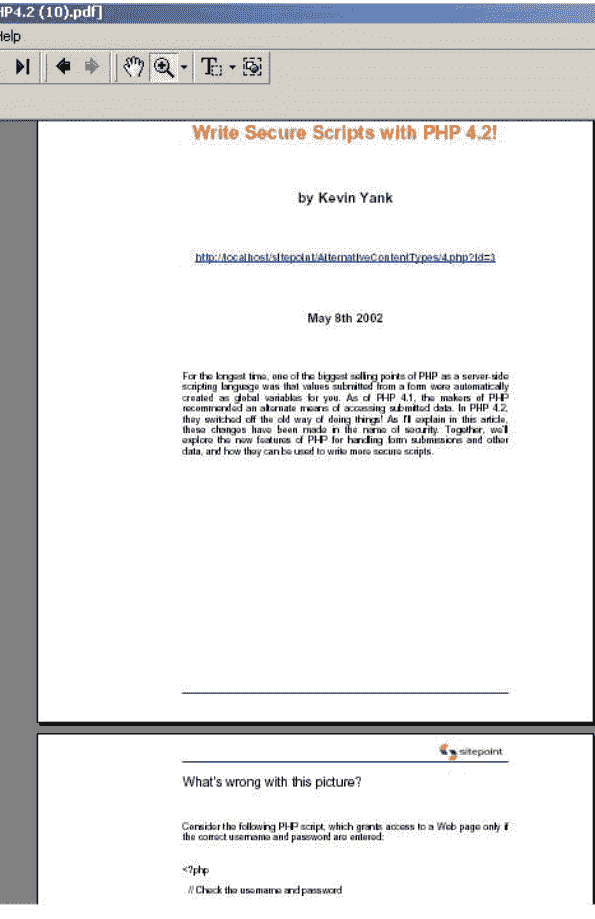 HP4.2 (10).pdf]
Help
Write Secure Scripts with PHP 4.2!
by Kevin Yank
http://localhost/sitepoint/AlternativeContentTypes/4.php?id=3
May 8th 2002
For the longest time, one of the biggest selling points of PHP as a server-side
scripting language was that values submitted from a form were automatically
created as global variables for you. As of PHP 4.1, the makers of PHP
recommended an alternate means of accessing submitted data. In PHP 4.2,
they switched off the old way of doing things! As I'll explain in this article,
these changes have been made in the name of security. Together, we'll
explore the new features of PHP for handling form submissions and other
data, and how they can be used to write more secure scripts.
sitepoint
What's wrong with this picture?
Consider the following PHP script, which grants access to a Web page only if
the correct username and password are entered:
<?php
// Check the username and password